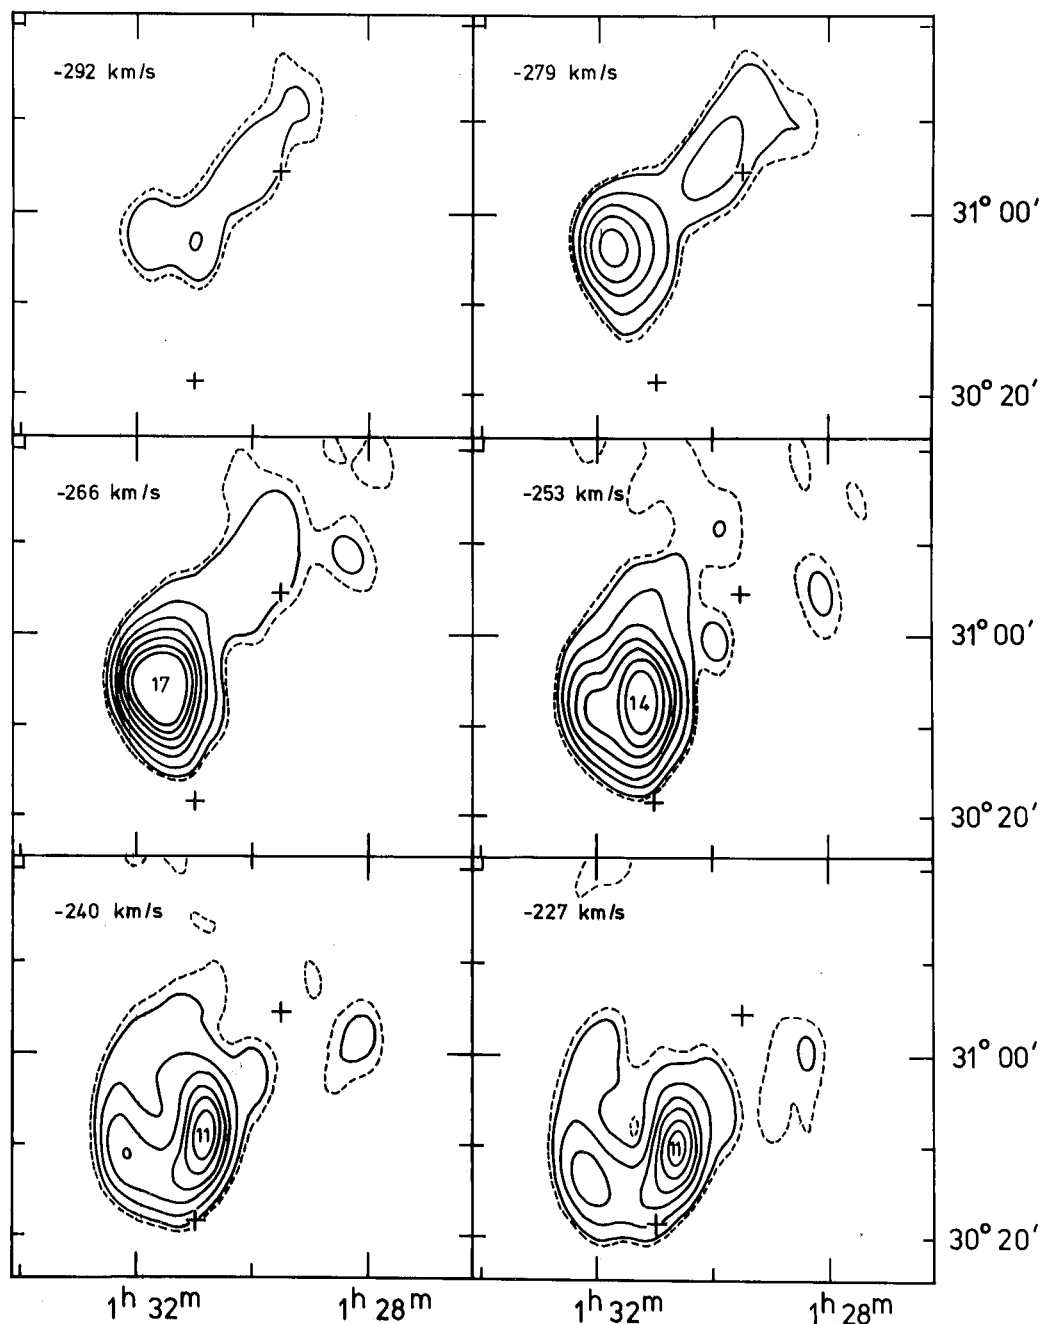 -292 km/s
-279 km/s
31° 00′
30° 20′
-266 km/s
-253 km/s
17
14
31° 00′
30° 20′
-240 km/s
-227 km/s
11
11
31° 00′
30° 20′
1ʰ 32ᵐ 1ʰ 28ᵐ 1ʰ 32ᵐ 1ʰ 28ᵐ